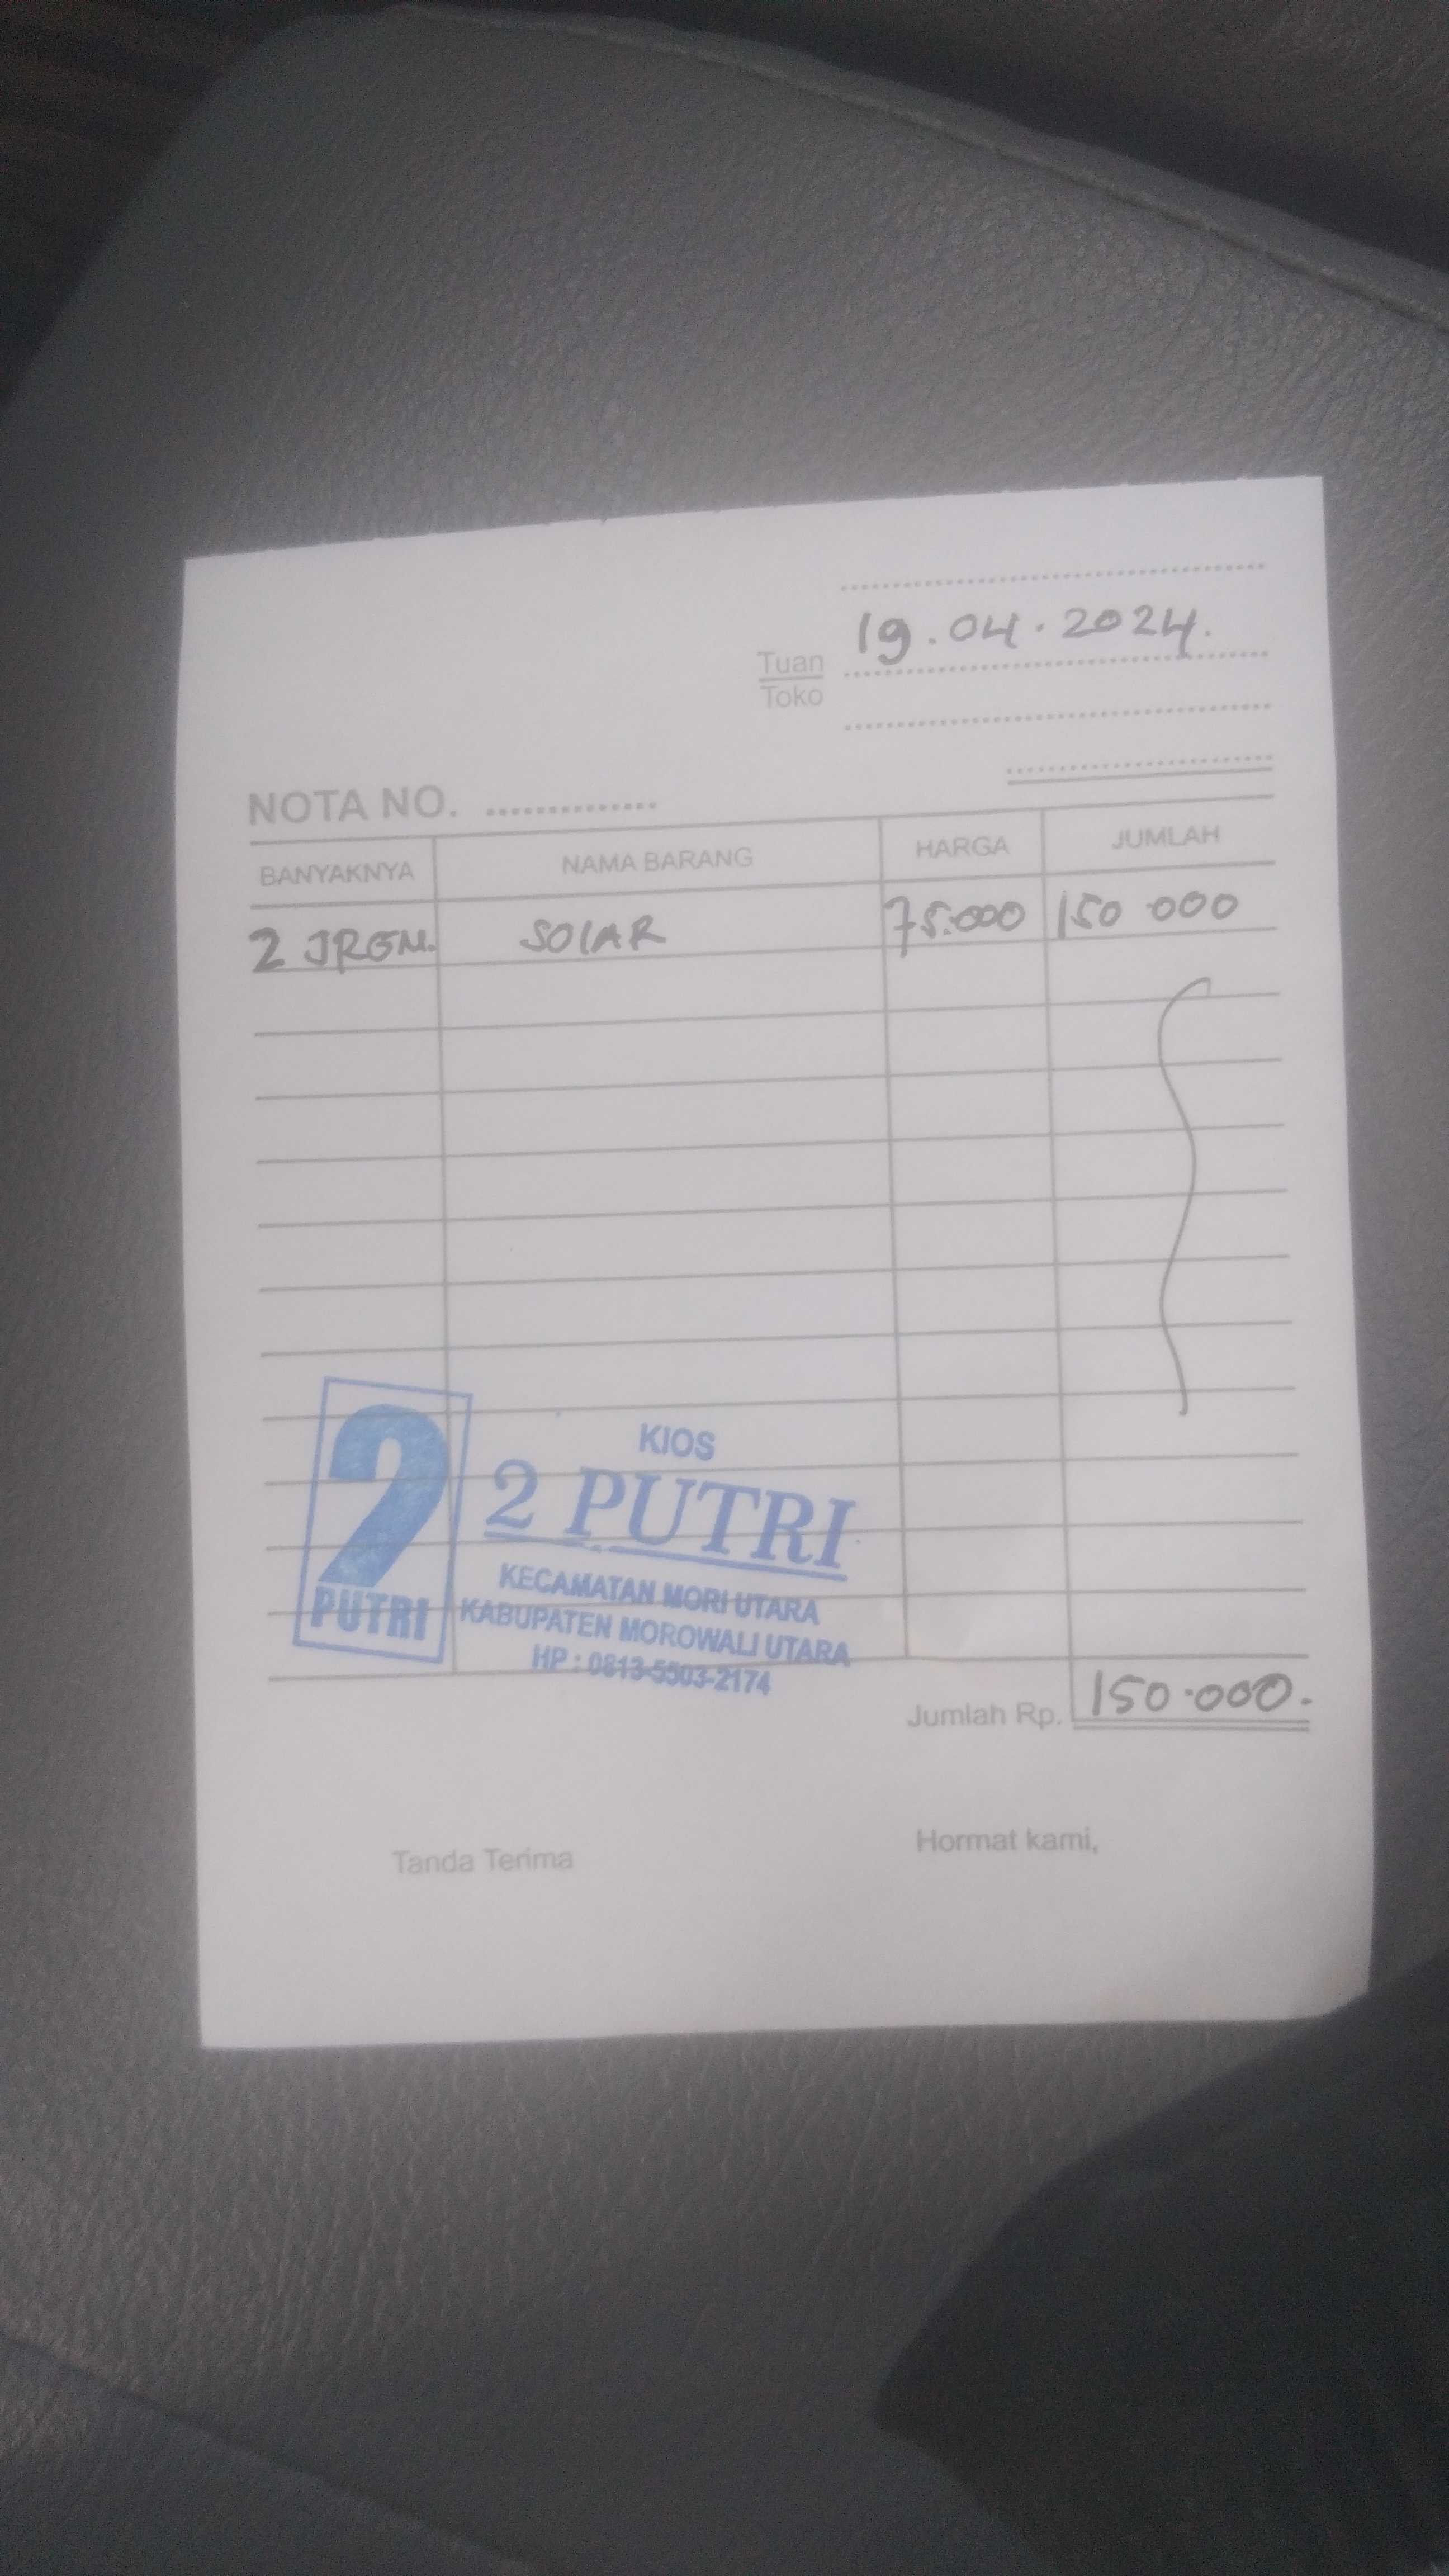 19.04.2024.
Tuan
Toko
NOTA NO. ..............
BANYAKNYA NAMA BARANG HARGA JUMLAH
2 JRGN. SOLAR 75.000 150 000
2
PUTRI
KIOS
2 PUTRI
KECAMATAN MORI UTARA
KABUPATEN MOROWALI UTARA
HP : 0813-5503-2174
Jumlah Rp. 150.000.
Tanda Terima Hormat kami,